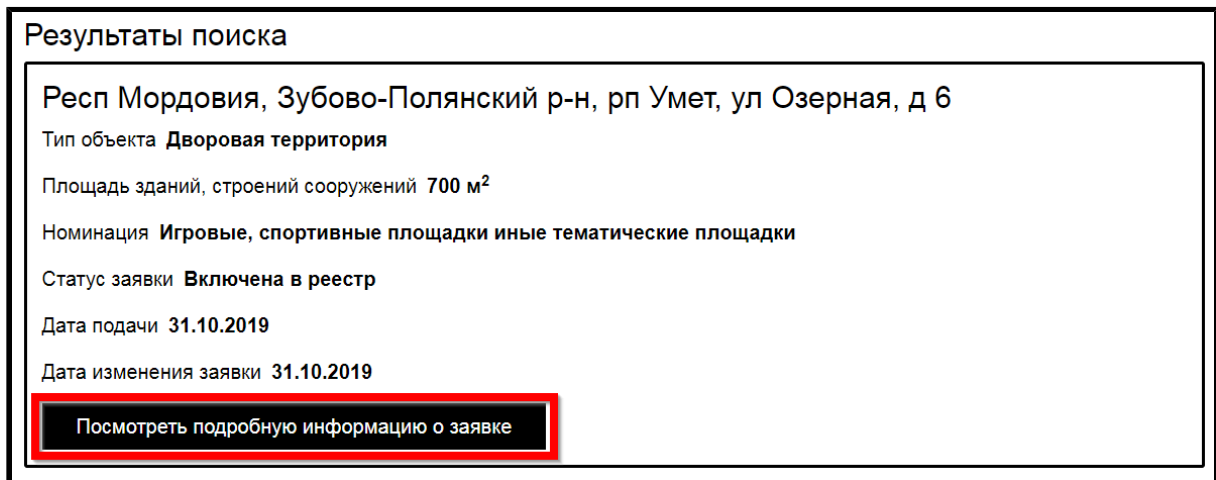 Результаты поиска
Респ Мордовия, Зубово-Полянский р-н, рп Умет, ул Озерная, д 6
Тип объекта Дворовая территория
Площадь зданий, строений сооружений 700 м²
Номинация Игровые, спортивные площадки иные тематические площадки
Статус заявки Включена в реестр
Дата подачи 31.10.2019
Дата изменения заявки 31.10.2019
Посмотреть подробную информацию о заявке